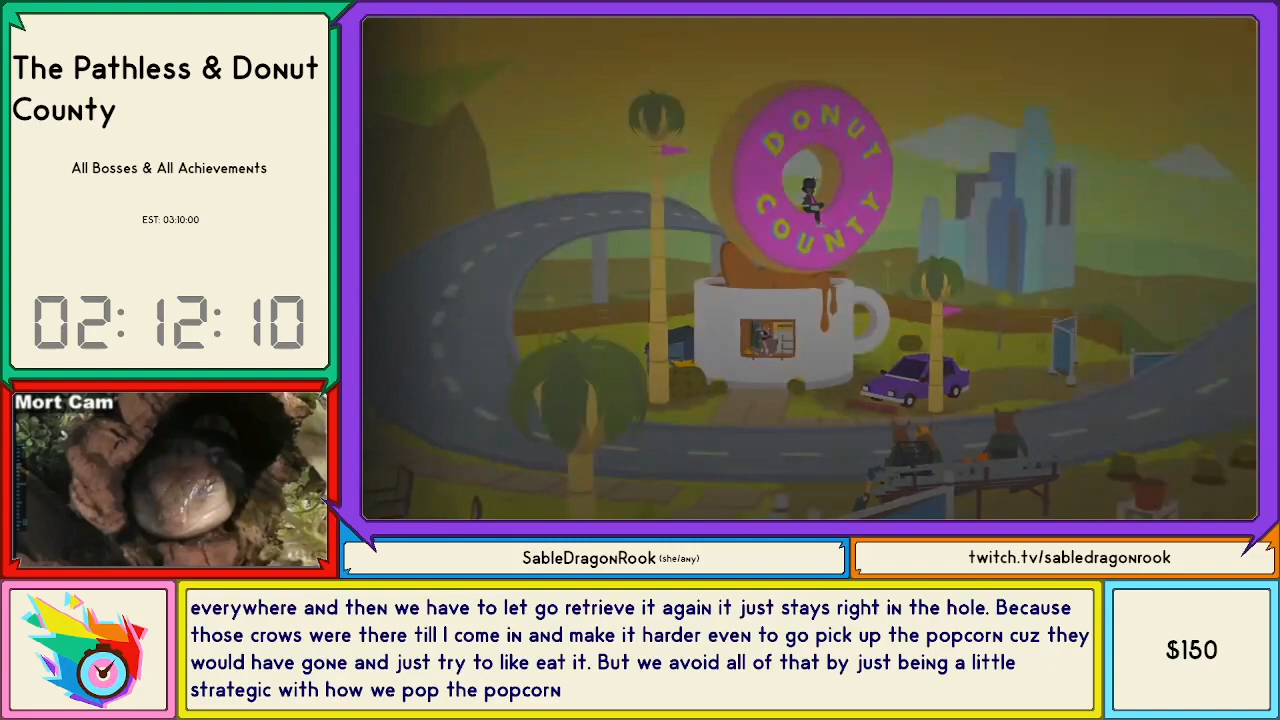 The Pathless & Donut
County
All Bosses & All Achievements
EST: 03:10:00
02:12:10
Mort Cam
DONUT
COUNTY
SableDragonRook (she/any)
twitch.tv/sabledragonrook
everywhere and then we have to let go retrieve it again it just stays right in the hole. Because
those crows were there till I come in and make it harder even to go pick up the popcorn cuz they
would have gone and just try to like eat it. But we avoid all of that by just being a little
strategic with how we pop the popcorn
$150